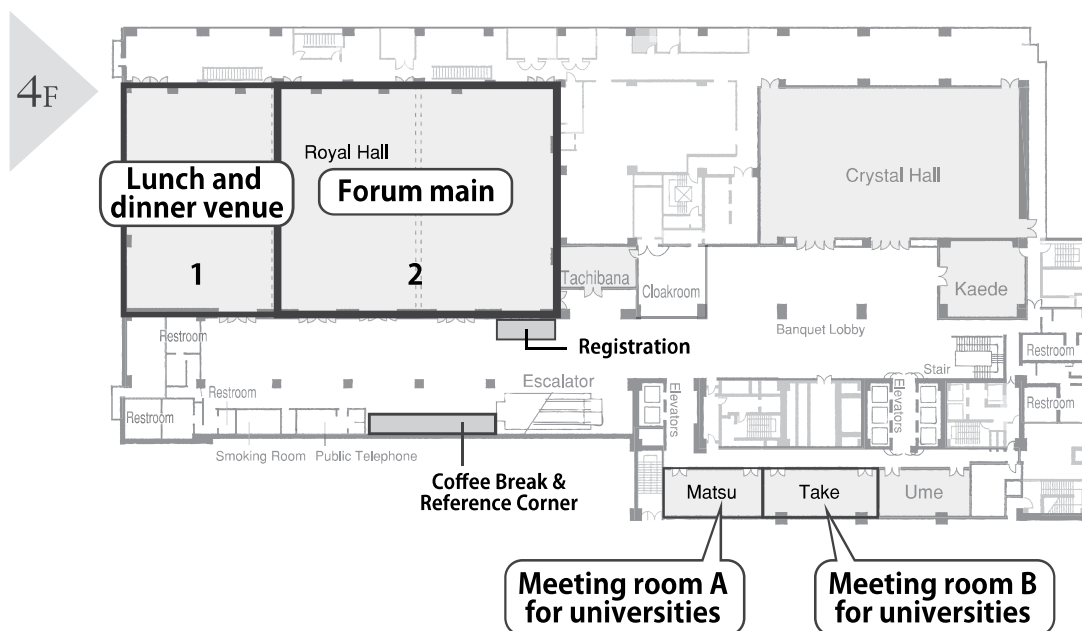 4F
Royal Hall
Lunch and
dinner venue
Forum main
1
2
Crystal Hall
Tachibana
Cloakroom
Kaede
Banquet Lobby
Registration
Restroom
Restroom
Restroom
Escalator
Elevators
Elevators
Stair
Restroom
Restroom
Smoking Room
Public Telephone
Coffee Break &
Reference Corner
Matsu
Take
Ume
Meeting room A
for universities
Meeting room B
for universities